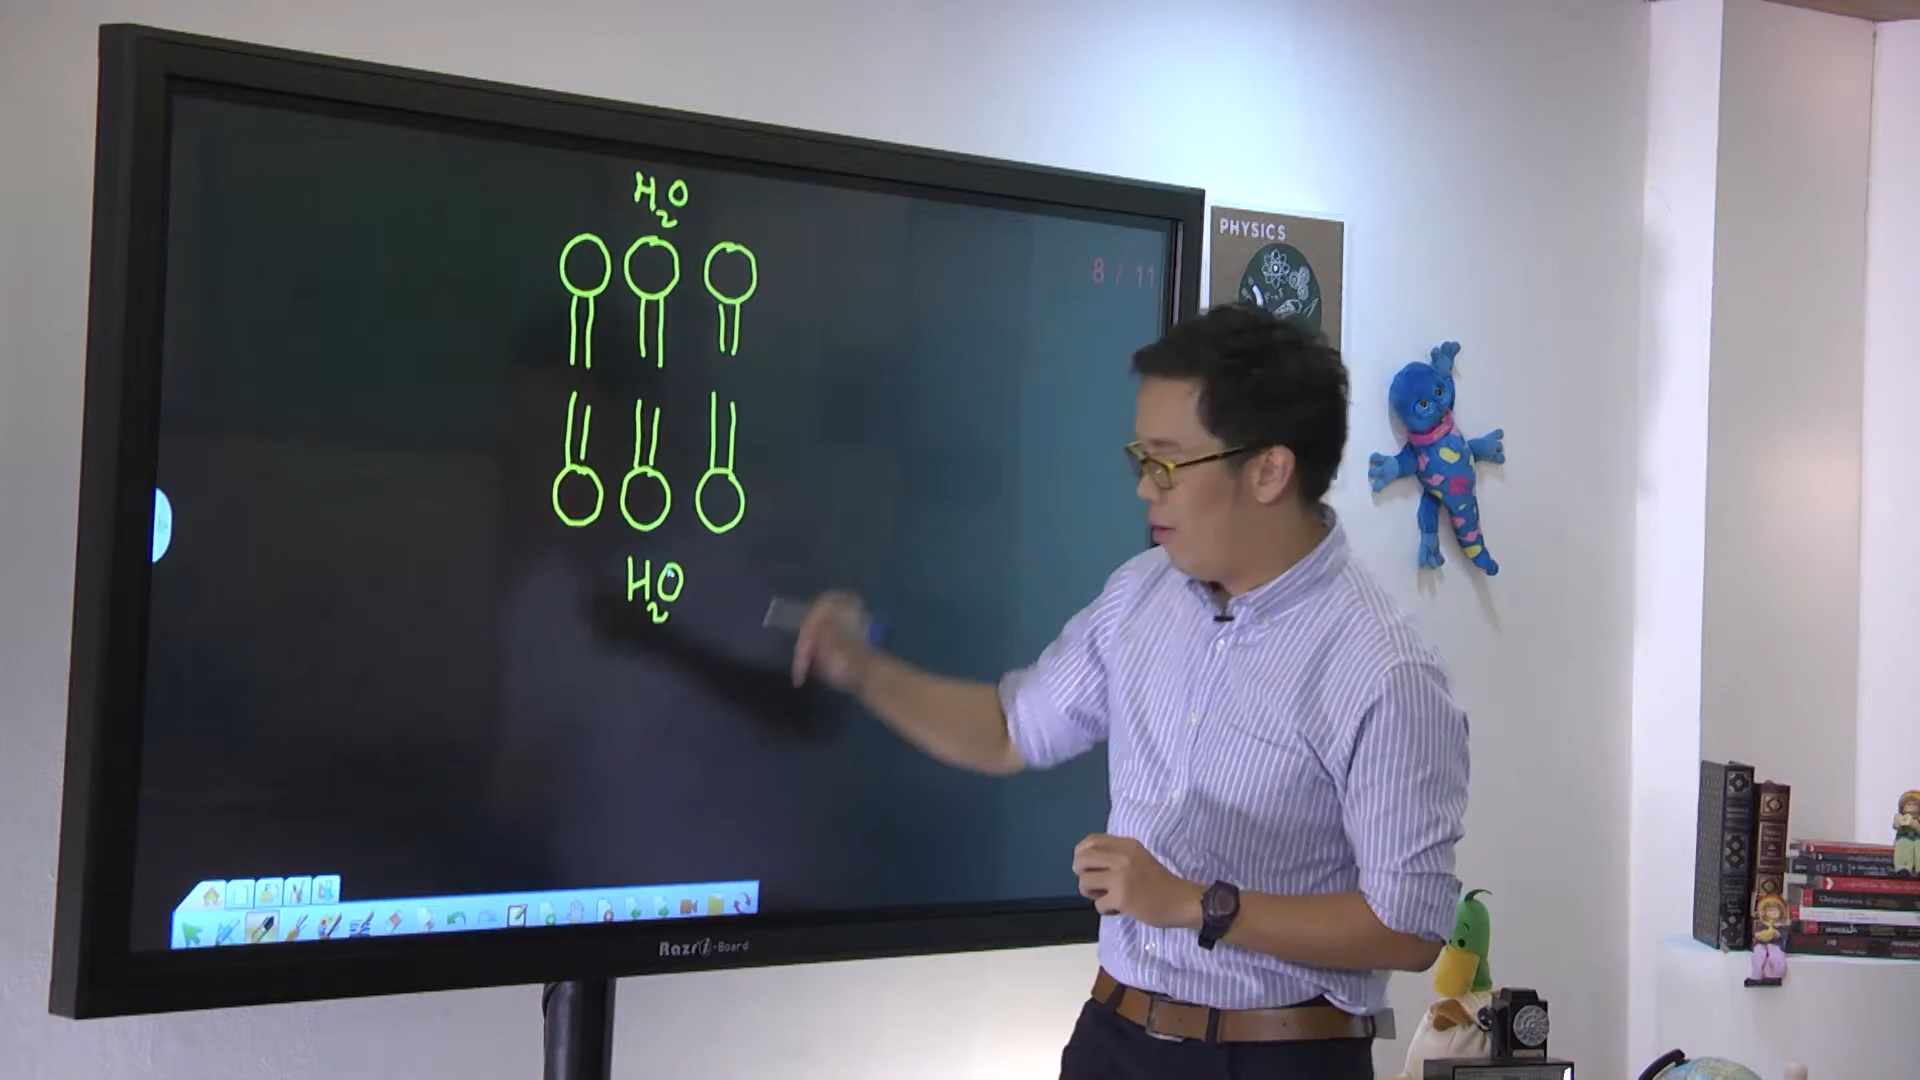 H₂O
PHYSICS
8 / 11
H₂O
Razr i-Board